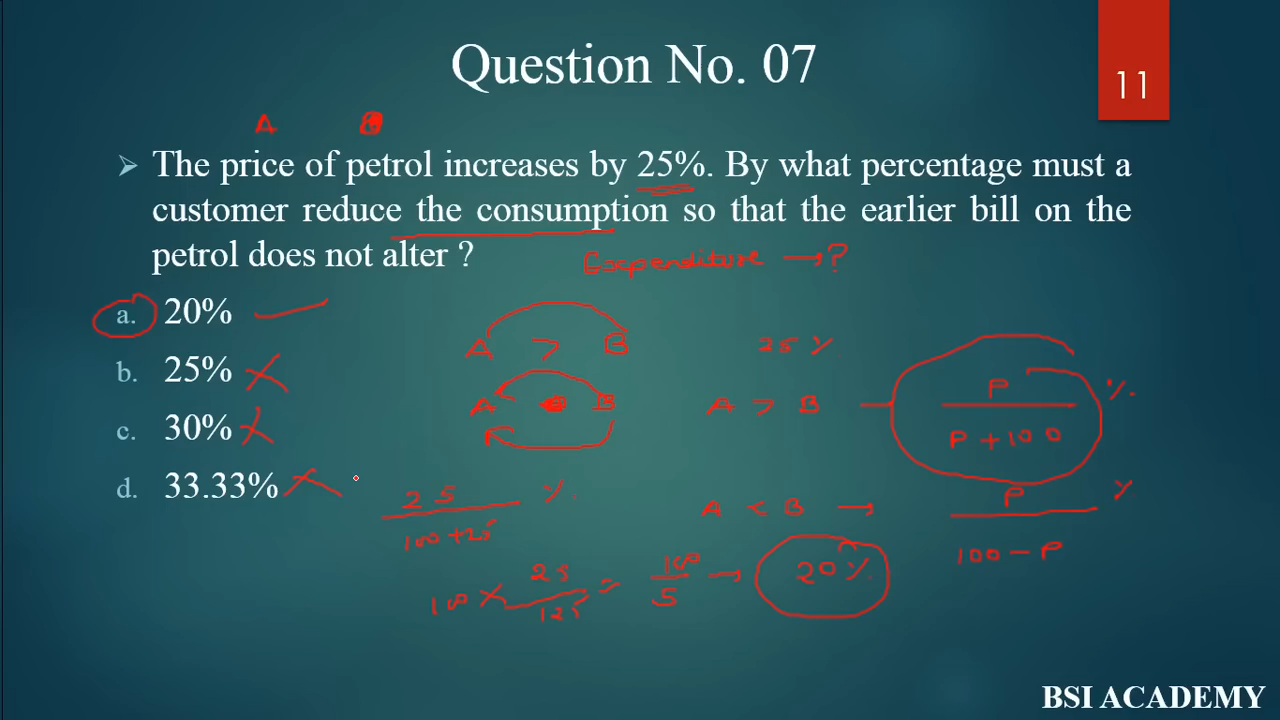 Question No. 07
11
A
➢ The price of petrol increases by 25%. By what percentage must a
customer reduce the consumption so that the earlier bill on the
petrol does not alter ?
Expenditure → ?
a. 20%
b. 25%
c. 30%
d. 33.33%
A > B
25 %
A B
A > B — P / P + 100 %
A < B → P / 100 - P %
25 / 100 + 25 %
100 × 25 / 125 = 100 / 5 → 20 %
BSI ACADEMY